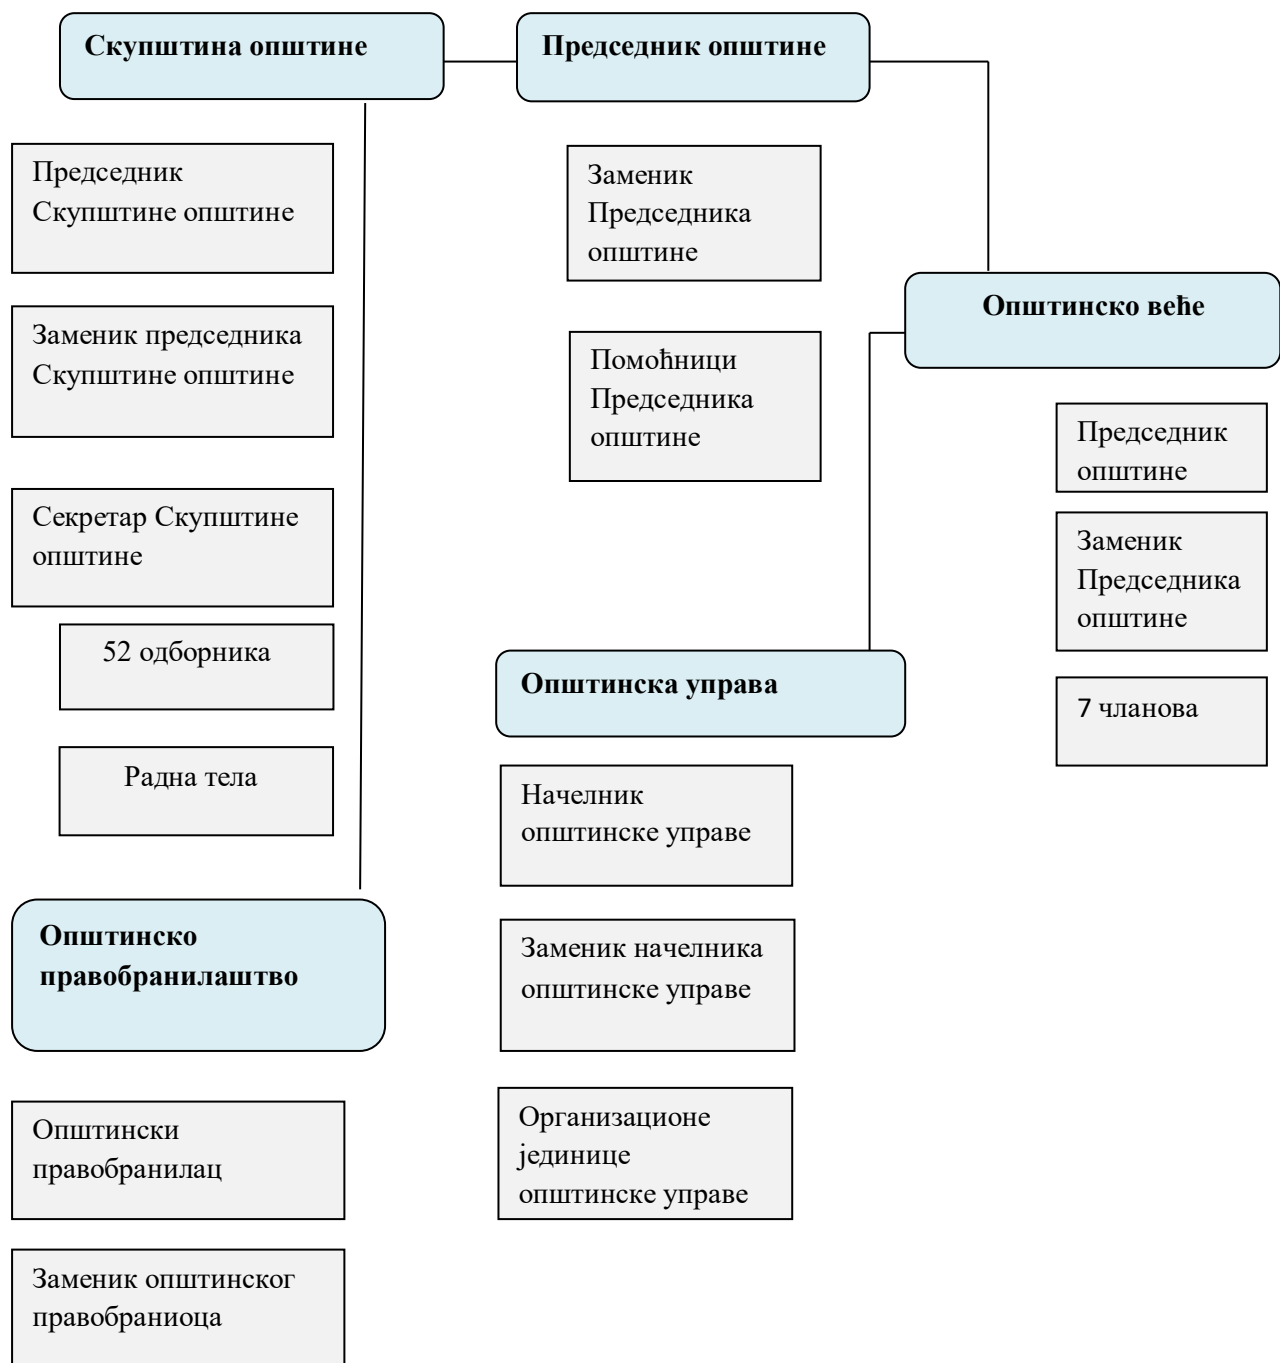 Скупштина општине
Председник општине
Председник
Скупштине општине
Заменик председника
Скупштине општине
Секретар Скупштине
општине
52 одборника
Радна тела
Заменик
Председника
општине
Помоћници
Председника
општине
Општинско веће
Председник
општине
Заменик
Председника
општине
7 чланова
Општинска управа
Начелник
општинске управе
Заменик начелника
општинске управе
Организационе
јединице
општинске управе
Општинско
правобранилаштво
Општински
правобранилац
Заменик општинског
правобраниоца